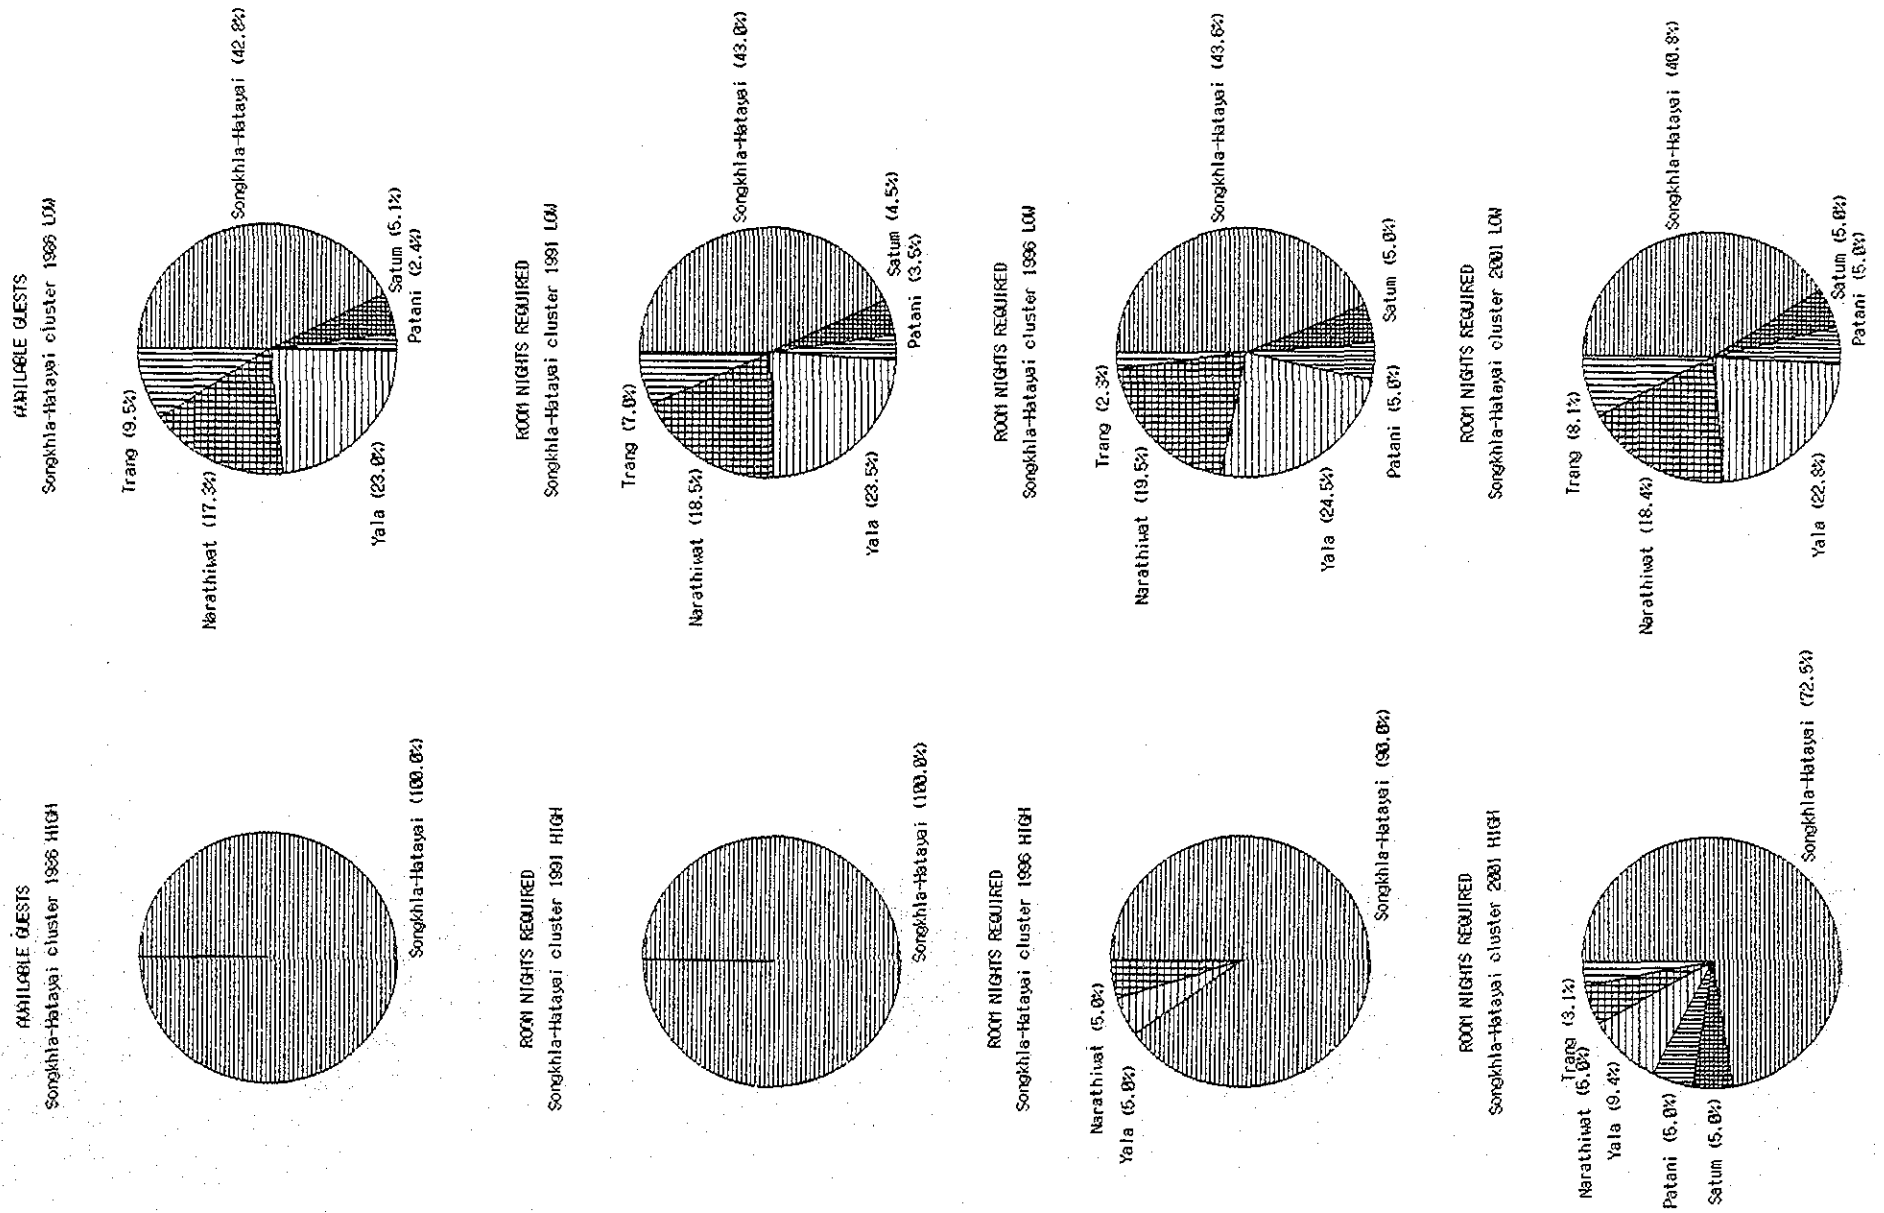 AVAILABLE GUESTS
Songkhla-Hatayai cluster 1986 HIGH
Songkhla-Hatayai (100.0%)
AVAILABLE GUESTS
Songkhla-Hatayai cluster 1986 LOW
Trang (9.5%)
Narathiwat (17.3%)
Yala (23.0%)
Songkhla-Hatayai (42.8%)
Satum (5.1%)
Patani (2.4%)
ROOM NIGHTS REQUIRED
Songkhla-Hatayai cluster 1991 HIGH
Songkhla-Hatayai (100.0%)
ROOM NIGHTS REQUIRED
Songkhla-Hatayai cluster 1991 LOW
Trang (7.0%)
Narathiwat (18.5%)
Yala (23.5%)
Songkhla-Hatayai (43.0%)
Satum (4.5%)
Patani (3.5%)
ROOM NIGHTS REQUIRED
Songkhla-Hatayai cluster 1996 HIGH
Narathiwat (5.0%)
Yala (5.0%)
Songkhla-Hatayai (90.0%)
ROOM NIGHTS REQUIRED
Songkhla-Hatayai cluster 1996 LOW
Trang (2.3%)
Narathiwat (19.5%)
Yala (24.5%)
Songkhla-Hatayai (43.6%)
Satum (5.0%)
Patani (5.0%)
ROOM NIGHTS REQUIRED
Songkhla-Hatayai cluster 2001 HIGH
Trang (3.1%)
Narathiwat (5.0%)
Yala (9.4%)
Patani (5.0%)
Satum (5.0%)
Songkhla-Hatayai (72.5%)
ROOM NIGHTS REQUIRED
Songkhla-Hatayai cluster 2001 LOW
Trang (8.1%)
Narathiwat (18.4%)
Yala (22.8%)
Songkhla-Hatayai (40.8%)
Satum (5.0%)
Patani (5.0%)